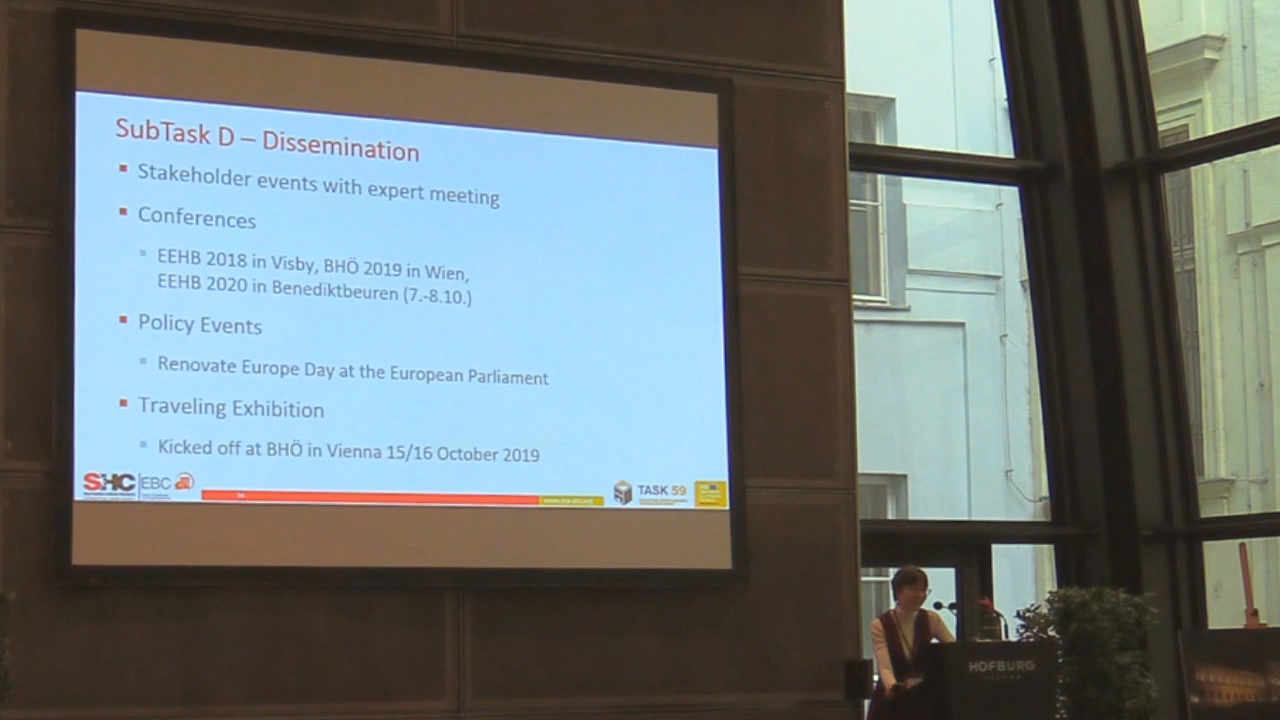 SubTask D – Dissemination
Stakeholder events with expert meeting
Conferences
EEHB 2018 in Visby, BHÖ 2019 in Wien,
EEHB 2020 in Benediktbeuren (7.-8.10.)
Policy Events
Renovate Europe Day at the European Parliament
Traveling Exhibition
Kicked off at BHÖ in Vienna 15/16 October 2019
SHC EBC
TASK 59
HOFBURG